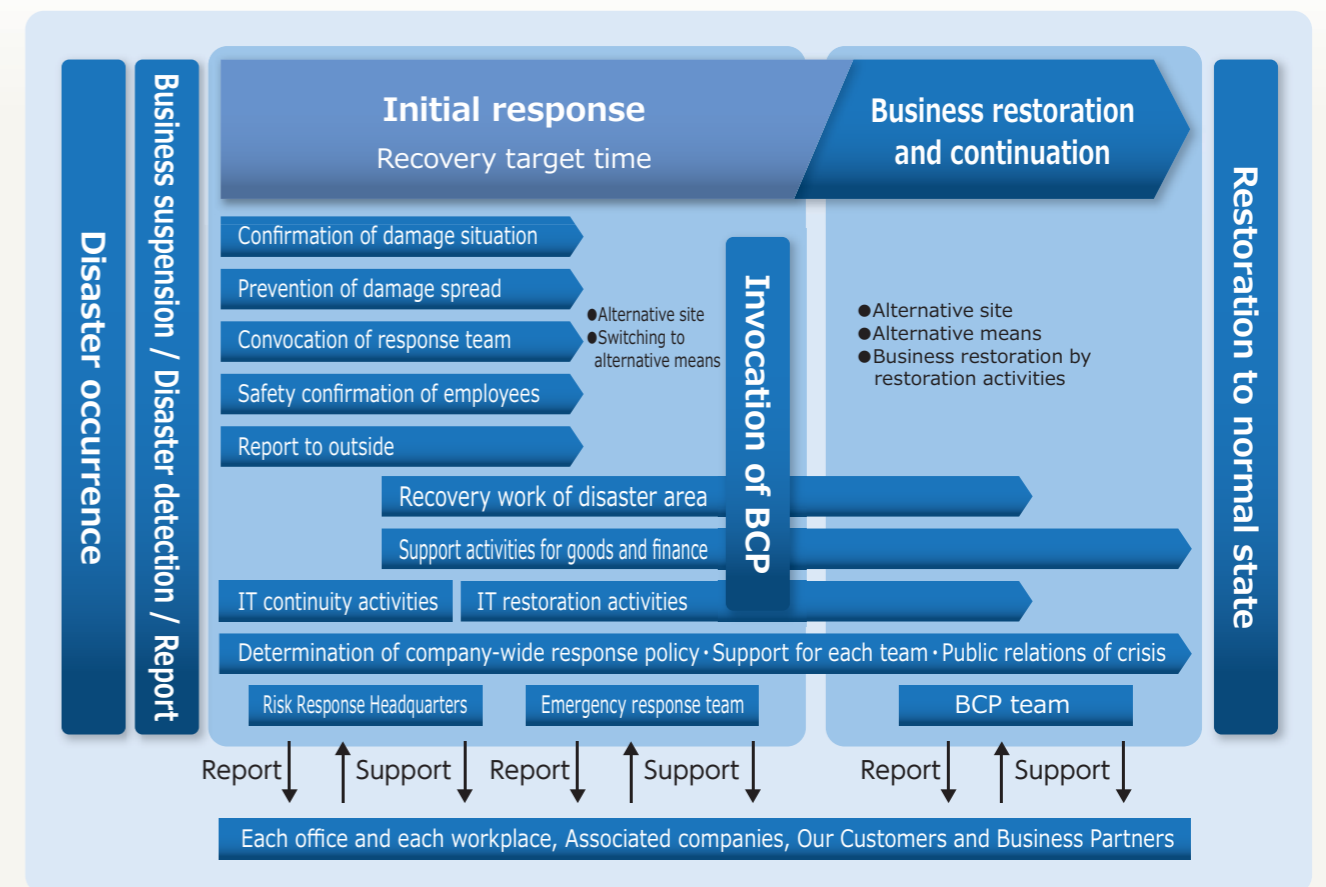 Disaster occurrence
Business suspension / Disaster detection / Report
Initial response
Recovery target time
Business restoration
and continuation
Restoration to normal state
Confirmation of damage situation
Prevention of damage spread
Convocation of response team
Safety confirmation of employees
Report to outside
●Alternative site
●Switching to
alternative means
Invocation of BCP
●Alternative site
●Alternative means
●Business restoration by
restoration activities
Recovery work of disaster area
Support activities for goods and finance
IT continuity activities
IT restoration activities
Determination of company-wide response policy・Support for each team・Public relations of crisis
Risk Response Headquarters
Emergency response team
BCP team
Report
Support
Report
Support
Report
Support
Each office and each workplace, Associated companies, Our Customers and Business Partners